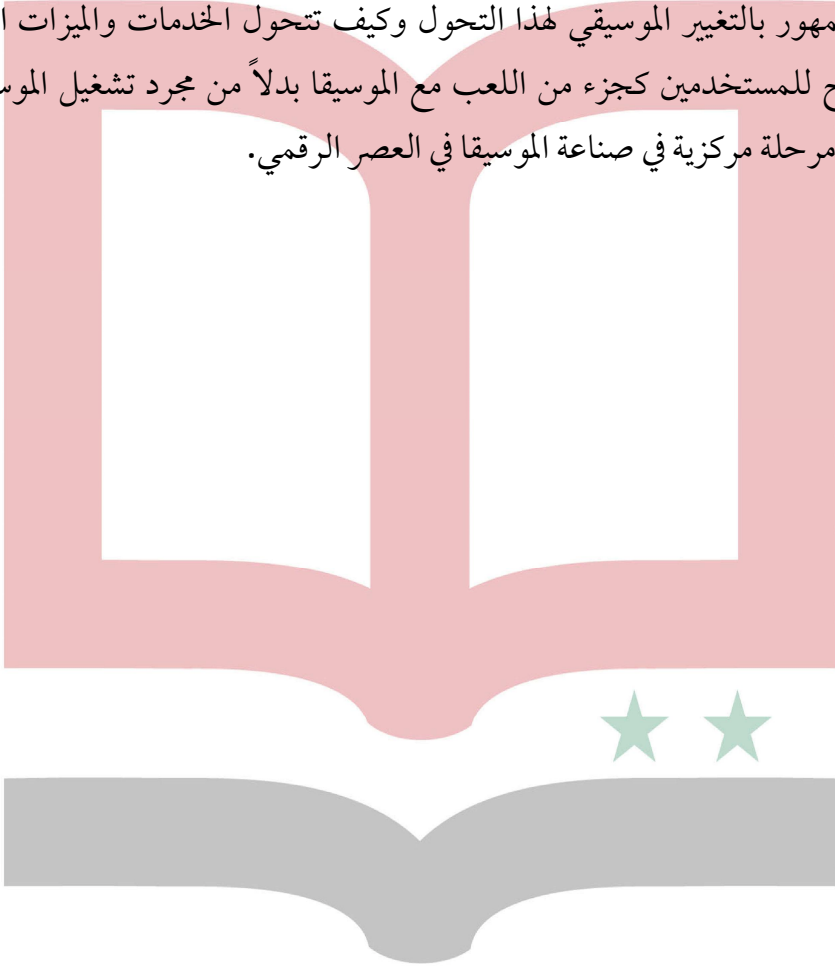 مهور بالتغيير الموسيقي لهذا التحول وكيف تتحول الخدمات والميزات
ح للمستخدمين كجزء من اللعب مع الموسيقا بدلاً من مجرد تشغيل
مرحلة مركزية في صناعة الموسيقا في العصر الرقمي.